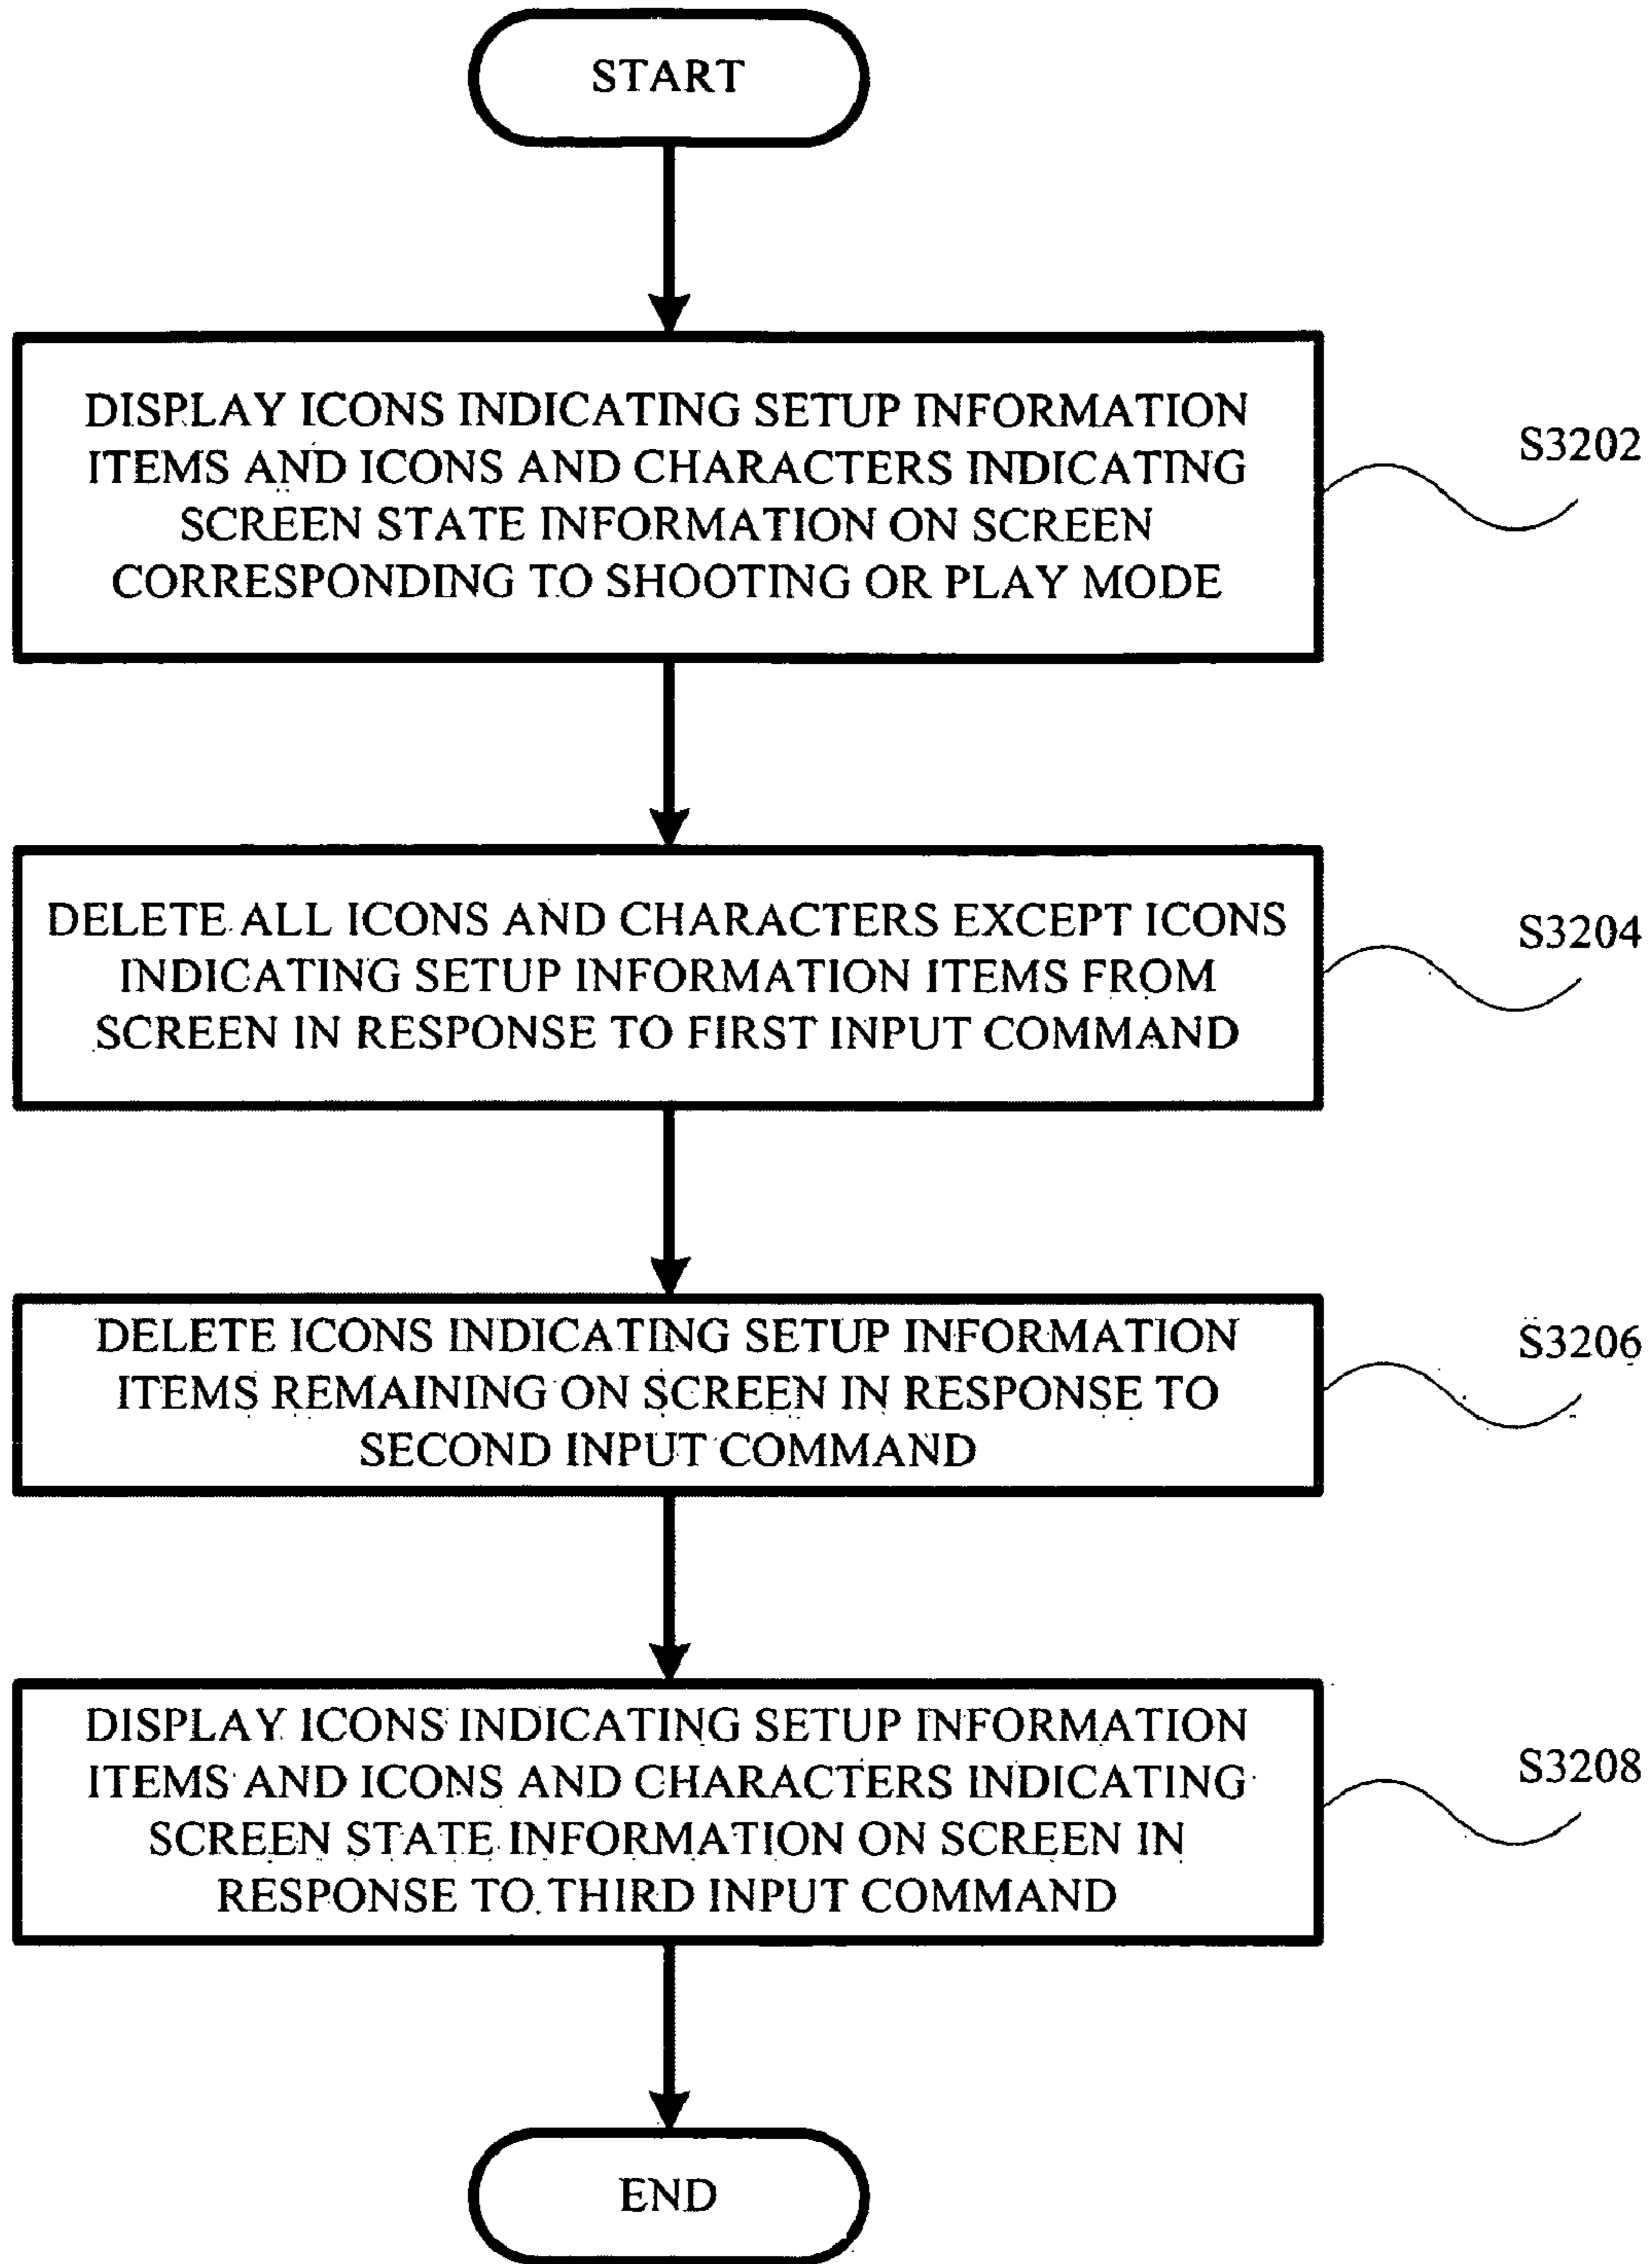 START
DISPLAY ICONS INDICATING SETUP INFORMATION
ITEMS AND ICONS AND CHARACTERS INDICATING
SCREEN STATE INFORMATION ON SCREEN
CORRESPONDING TO SHOOTING OR PLAY MODE
S3202
DELETE ALL ICONS AND CHARACTERS EXCEPT ICONS
INDICATING SETUP INFORMATION ITEMS FROM
SCREEN IN RESPONSE TO FIRST INPUT COMMAND
S3204
DELETE ICONS INDICATING SETUP INFORMATION
ITEMS REMAINING ON SCREEN IN RESPONSE TO
SECOND INPUT COMMAND
S3206
DISPLAY ICONS INDICATING SETUP INFORMATION
ITEMS AND ICONS AND CHARACTERS INDICATING
SCREEN STATE INFORMATION ON SCREEN IN
RESPONSE TO THIRD INPUT COMMAND
S3208
END